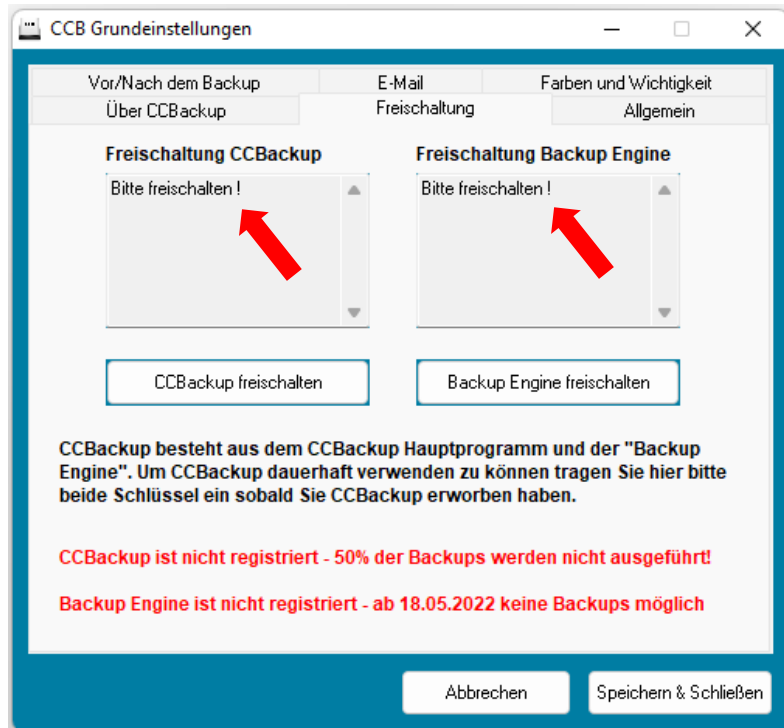 CCB Grundeinstellungen
Vor/Nach dem Backup E-Mail Farben und Wichtigkeit
Über CCBackup Freischaltung Allgemein
Freischaltung CCBackup Freischaltung Backup Engine
Bitte freischalten ! Bitte freischalten !
CCBackup freischalten Backup Engine freischalten
CCBackup besteht aus dem CCBackup Hauptprogramm und der "Backup
Engine". Um CCBackup dauerhaft verwenden zu können tragen Sie hier bitte
beide Schlüssel ein sobald Sie CCBackup erworben haben.
CCBackup ist nicht registriert - 50% der Backups werden nicht ausgeführt!
Backup Engine ist nicht registriert - ab 18.05.2022 keine Backups möglich
Abbrechen Speichern & Schließen